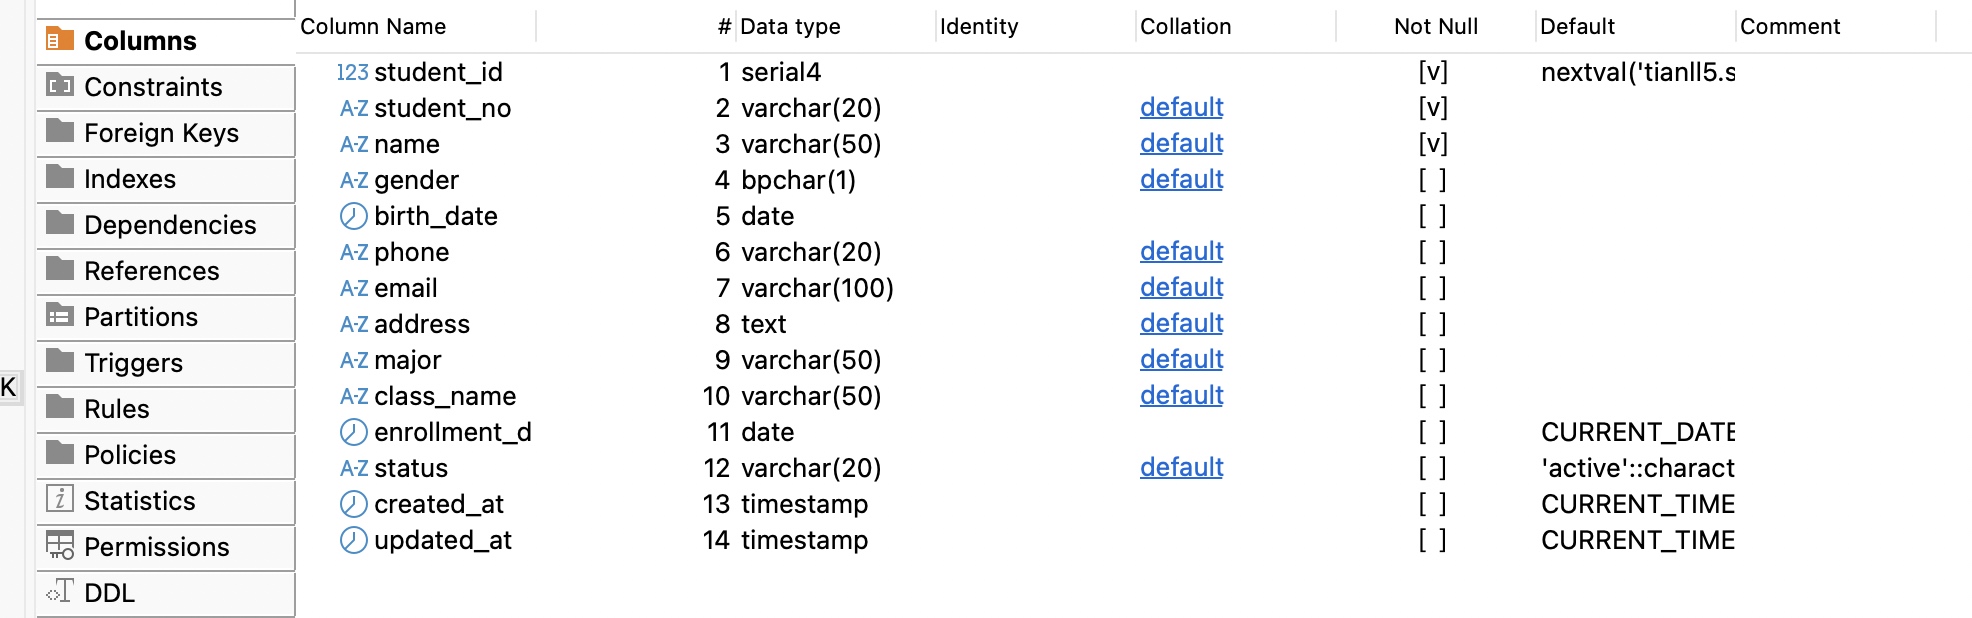 Columns
Constraints
Foreign Keys
Indexes
Dependencies
References
Partitions
Triggers
Rules
Policies
Statistics
Permissions
DDL
K
Column Name # Data type Identity Collation Not Null Default Comment
123 student_id 1 serial4 [v] nextval('tianll5.s
A-Z student_no 2 varchar(20) default [v]
A-Z name 3 varchar(50) default [v]
A-Z gender 4 bpchar(1) default [ ]
birth_date 5 date [ ]
A-Z phone 6 varchar(20) default [ ]
A-Z email 7 varchar(100) default [ ]
A-Z address 8 text default [ ]
A-Z major 9 varchar(50) default [ ]
A-Z class_name 10 varchar(50) default [ ]
enrollment_d 11 date [ ] CURRENT_DATE
A-Z status 12 varchar(20) default [ ] 'active'::charact
created_at 13 timestamp [ ] CURRENT_TIME
updated_at 14 timestamp [ ] CURRENT_TIME